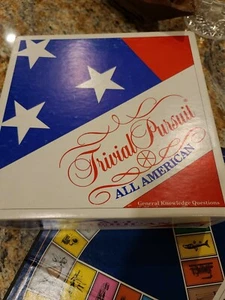 Trivial Pursuit®
ALL AMERICAN
General Knowledge Questions